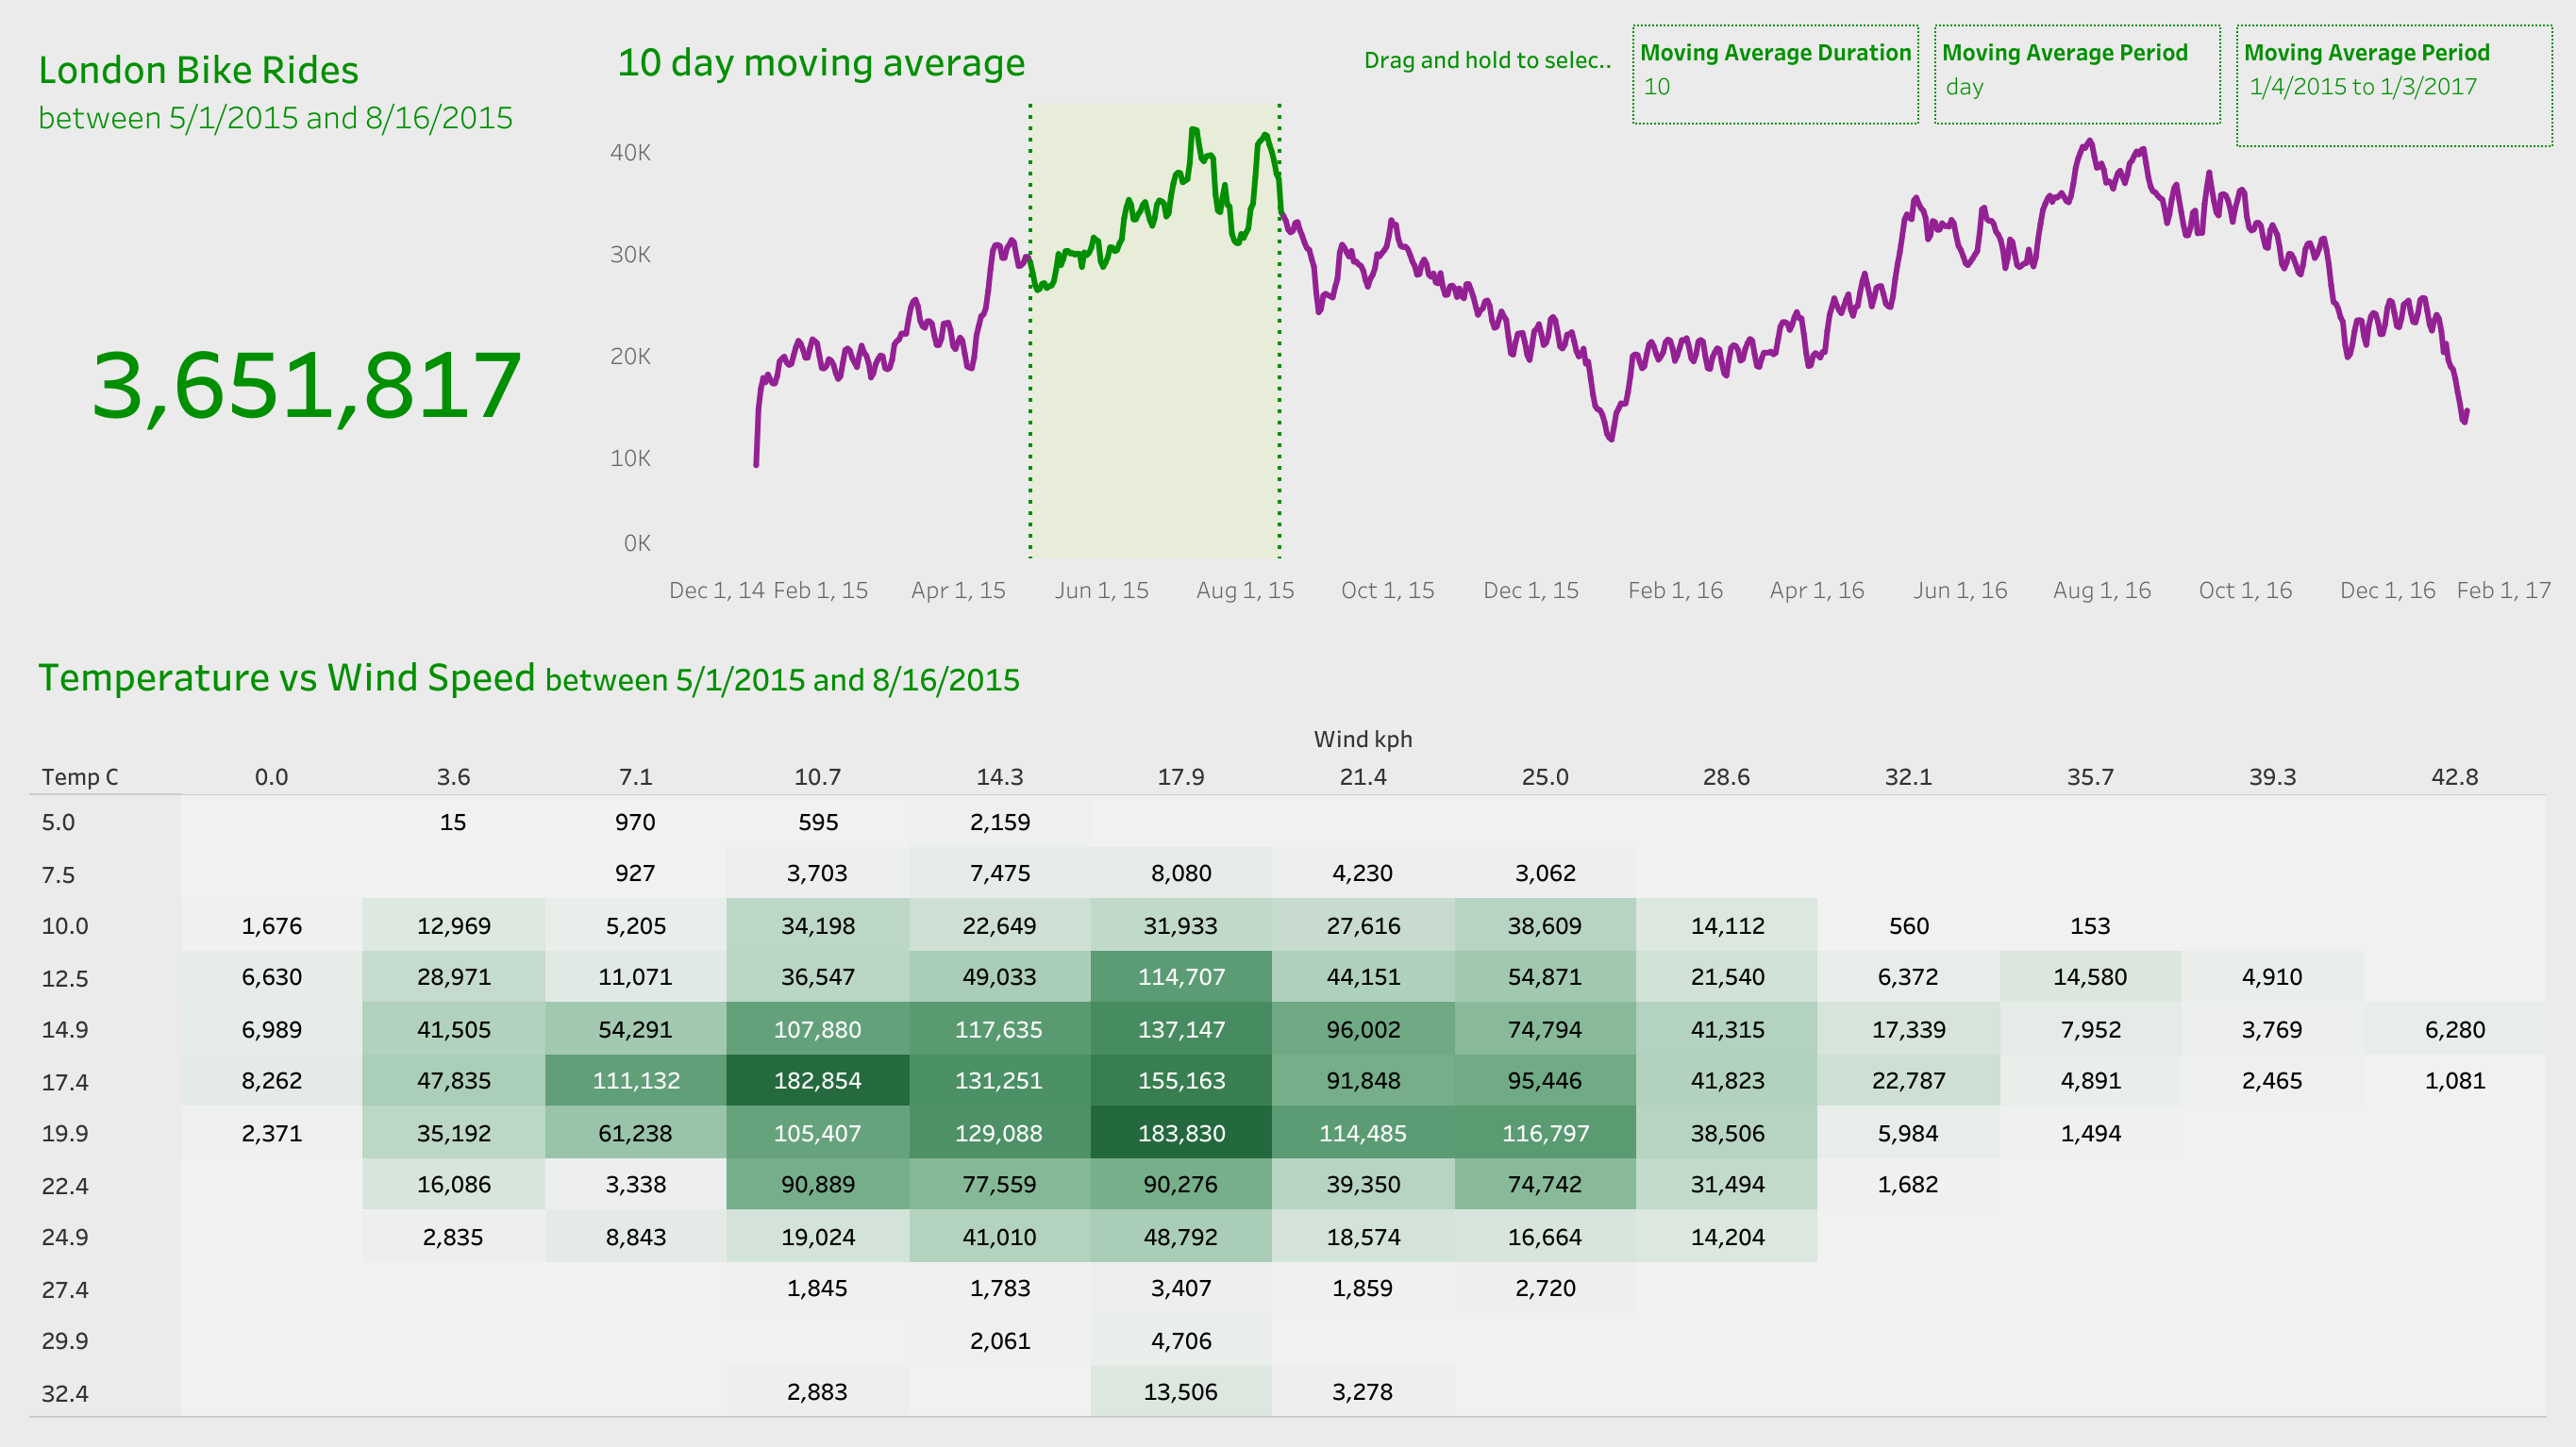 London Bike Rides
between 5/1/2015 and 8/16/2015
3,651,817
10 day moving average
Drag and hold to selec..
Moving Average Duration
10
Moving Average Period
day
Moving Average Period
1/4/2015 to 1/3/2017
40K
30K
20K
10K
0K
Dec 1, 14 Feb 1, 15 Apr 1, 15 Jun 1, 15 Aug 1, 15 Oct 1, 15 Dec 1, 15 Feb 1, 16 Apr 1, 16 Jun 1, 16 Aug 1, 16 Oct 1, 16 Dec 1, 16 Feb 1, 17
Temperature vs Wind Speed between 5/1/2015 and 8/16/2015
Wind kph
Temp C 0.0 3.6 7.1 10.7 14.3 17.9 21.4 25.0 28.6 32.1 35.7 39.3 42.8
5.0 15 970 595 2,159
7.5 927 3,703 7,475 8,080 4,230 3,062
10.0 1,676 12,969 5,205 34,198 22,649 31,933 27,616 38,609 14,112 560 153
12.5 6,630 28,971 11,071 36,547 49,033 114,707 44,151 54,871 21,540 6,372 14,580 4,910
14.9 6,989 41,505 54,291 107,880 117,635 137,147 96,002 74,794 41,315 17,339 7,952 3,769 6,280
17.4 8,262 47,835 111,132 182,854 131,251 155,163 91,848 95,446 41,823 22,787 4,891 2,465 1,081
19.9 2,371 35,192 61,238 105,407 129,088 183,830 114,485 116,797 38,506 5,984 1,494
22.4 16,086 3,338 90,889 77,559 90,276 39,350 74,742 31,494 1,682
24.9 2,835 8,843 19,024 41,010 48,792 18,574 16,664 14,204
27.4 1,845 1,783 3,407 1,859 2,720
29.9 2,061 4,706
32.4 2,883 13,506 3,278